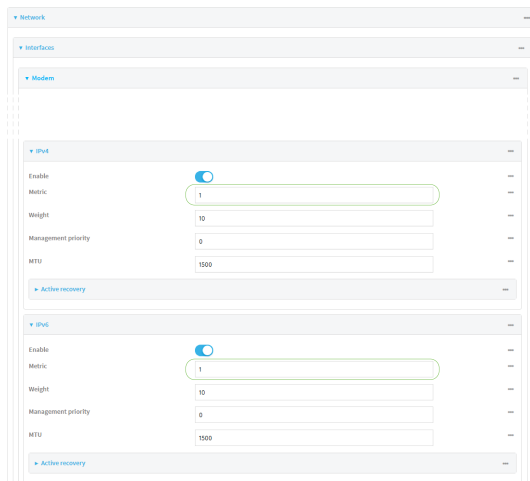 Network
Interfaces
Modem
IPv4
Enable
Metric 1
Weight 10
Management priority 0
MTU 1500
Active recovery
IPv6
Enable
Metric 1
Weight 10
Management priority 0
MTU 1500
Active recovery